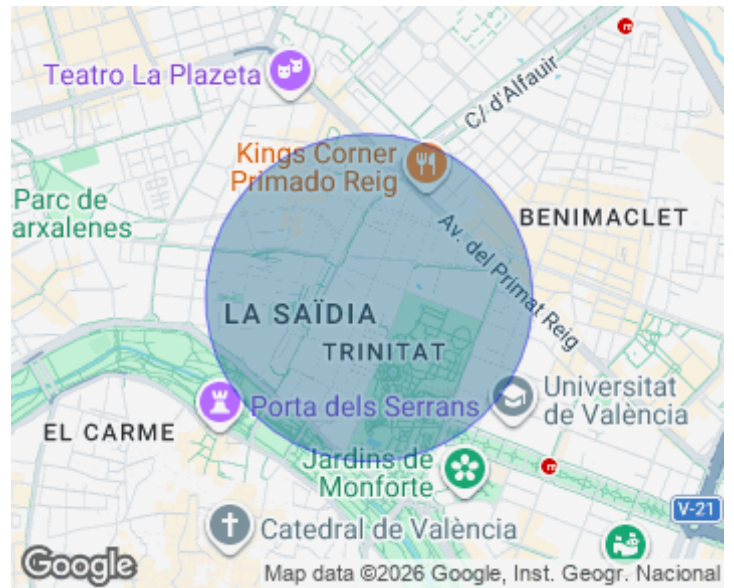 Teatro La Plazeta
C/ d'Alfauir
Kings Corner
Primado Reig
Parc de
arxalenes
BENIMACLET
Av. del Primat Reig
LA SAÏDIA
TRINITAT
Porta dels Serrans
Universitat
de València
EL CARME
Jardins de
Monforte
V-21
Catedral de València
Google
Map data ©2026 Google, Inst. Geogr. Nacional